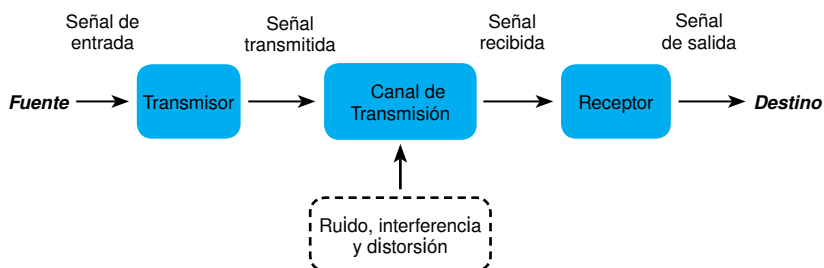 Señal de
entrada
Señal
transmitida
Señal
recibida
Señal
de salida
Fuente
Transmisor
Canal de
Transmisión
Receptor
Destino
Ruido, interferencia
y distorsión